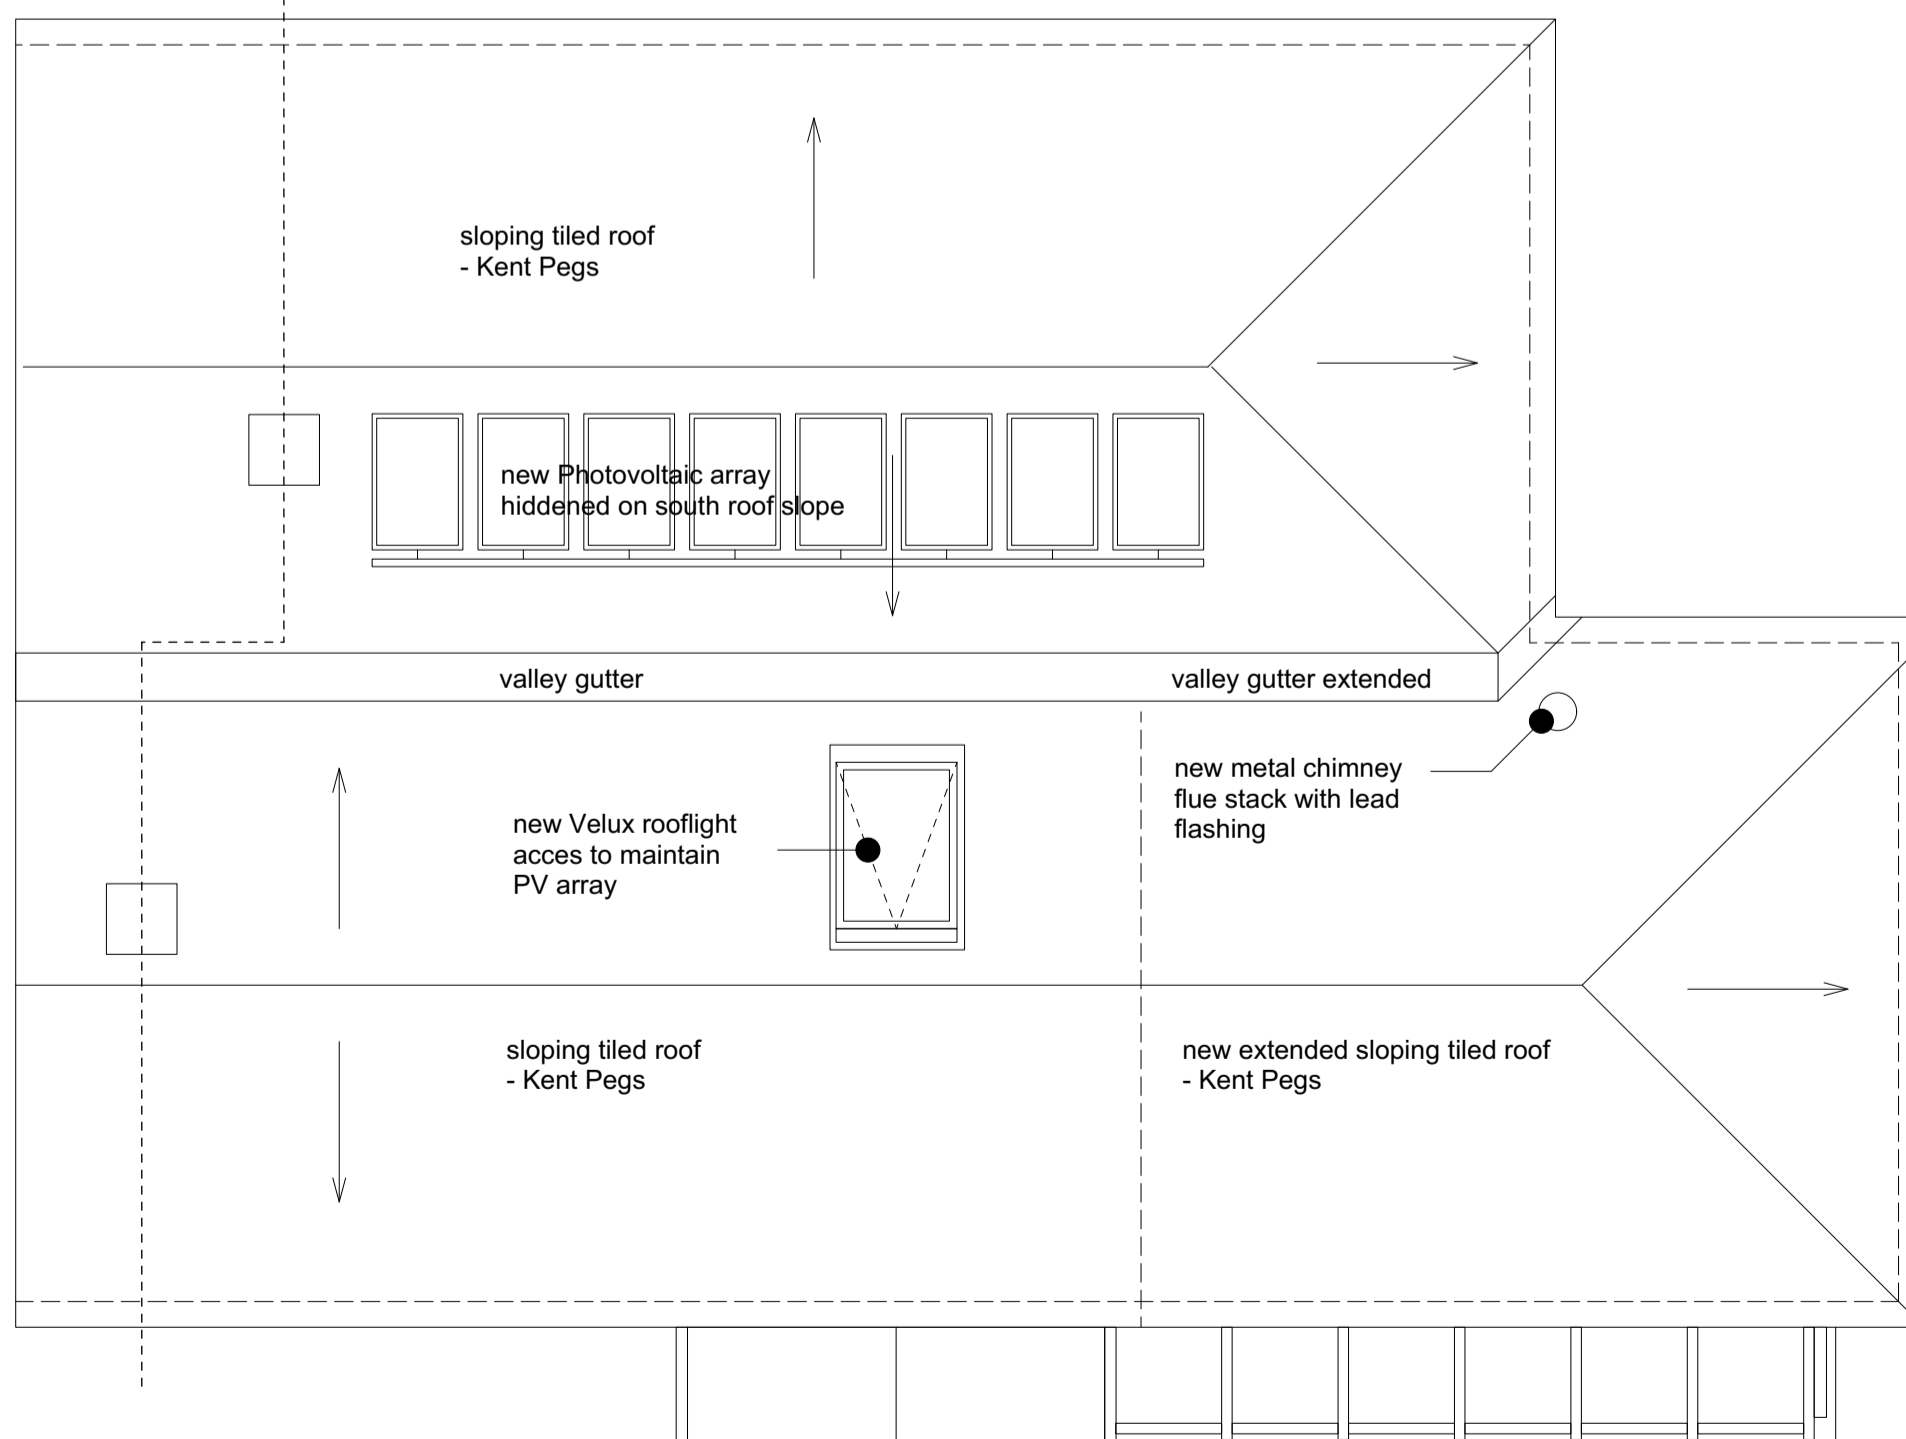 sloping tiled roof
- Kent Pegs
new Photovoltaic array
hiddened on south roof slope
valley gutter
valley gutter extended
new metal chimney
flue stack with lead
flashing
new Velux rooflight
acces to maintain
PV array
sloping tiled roof
- Kent Pegs
new extended sloping tiled roof
- Kent Pegs